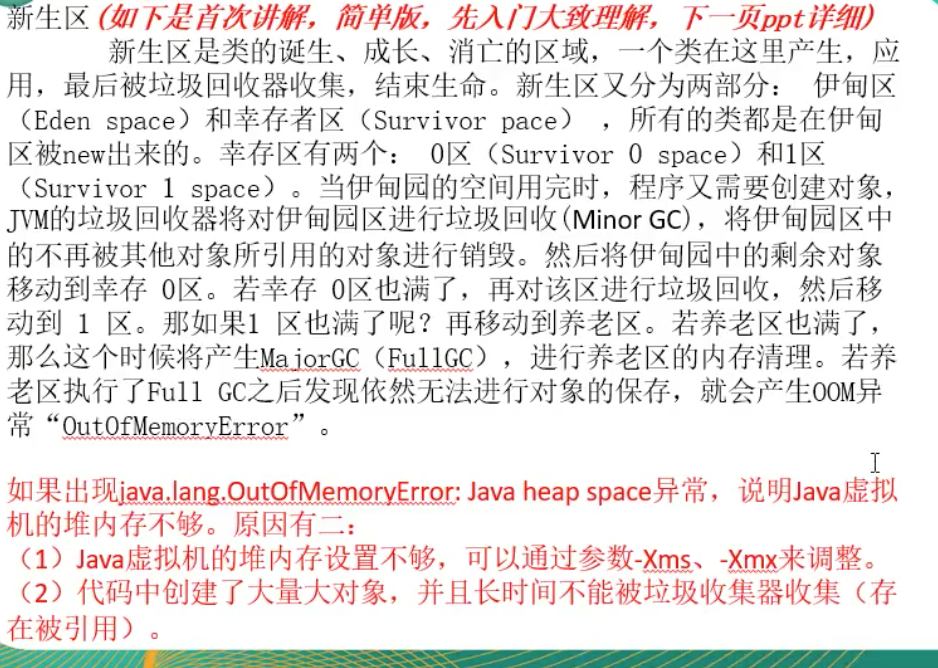 新生区(如下是首次讲解，简单版，先入门大致理解，下一页ppt详细)
新生区是类的诞生、成长、消亡的区域，一个类在这里产生，应
用，最后被垃圾回收器收集，结束生命。新生区又分为两部分： 伊甸区
（Eden space）和幸存者区（Survivor pace） ，所有的类都是在伊甸
区被new出来的。幸存区有两个： 0区（Survivor 0 space）和1区
（Survivor 1 space）。当伊甸园的空间用完时，程序又需要创建对象，
JVM的垃圾回收器将对伊甸园区进行垃圾回收(Minor GC)，将伊甸园区中
的不再被其他对象所引用的对象进行销毁。然后将伊甸园中的剩余对象
移动到幸存 0区。若幸存 0区也满了，再对该区进行垃圾回收，然后移
动到 1 区。那如果1 区也满了呢？再移动到养老区。若养老区也满了，
那么这个时候将产生MajorGC（FullGC），进行养老区的内存清理。若养
老区执行了Full GC之后发现依然无法进行对象的保存，就会产生OOM异
常“OutOfMemoryError”。
如果出现java.lang.OutOfMemoryError: Java heap space异常，说明Java虚拟
机的堆内存不够。原因有二：
（1）Java虚拟机的堆内存设置不够，可以通过参数-Xms、-Xmx来调整。
（2）代码中创建了大量大对象，并且长时间不能被垃圾收集器收集（存
在被引用）。